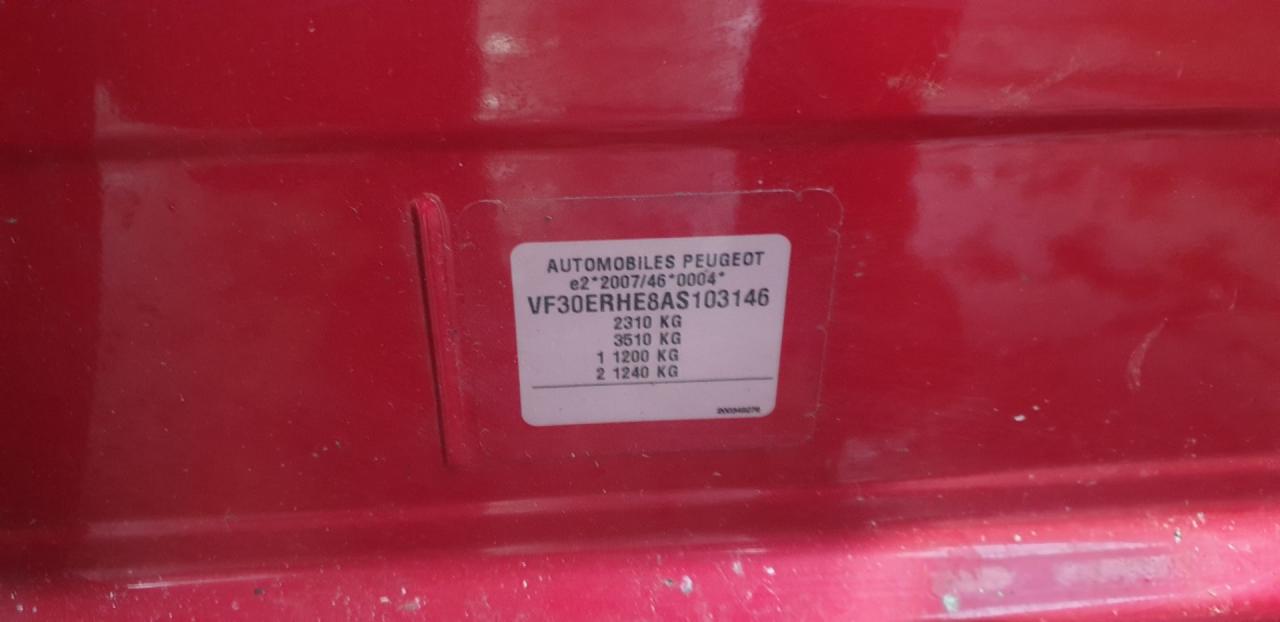 AUTOMOBILES PEUGEOT
e2*2007/46*0004*
VF30ERHE8AS103146
2310 KG
3510 KG
1 1200 KG
2 1240 KG